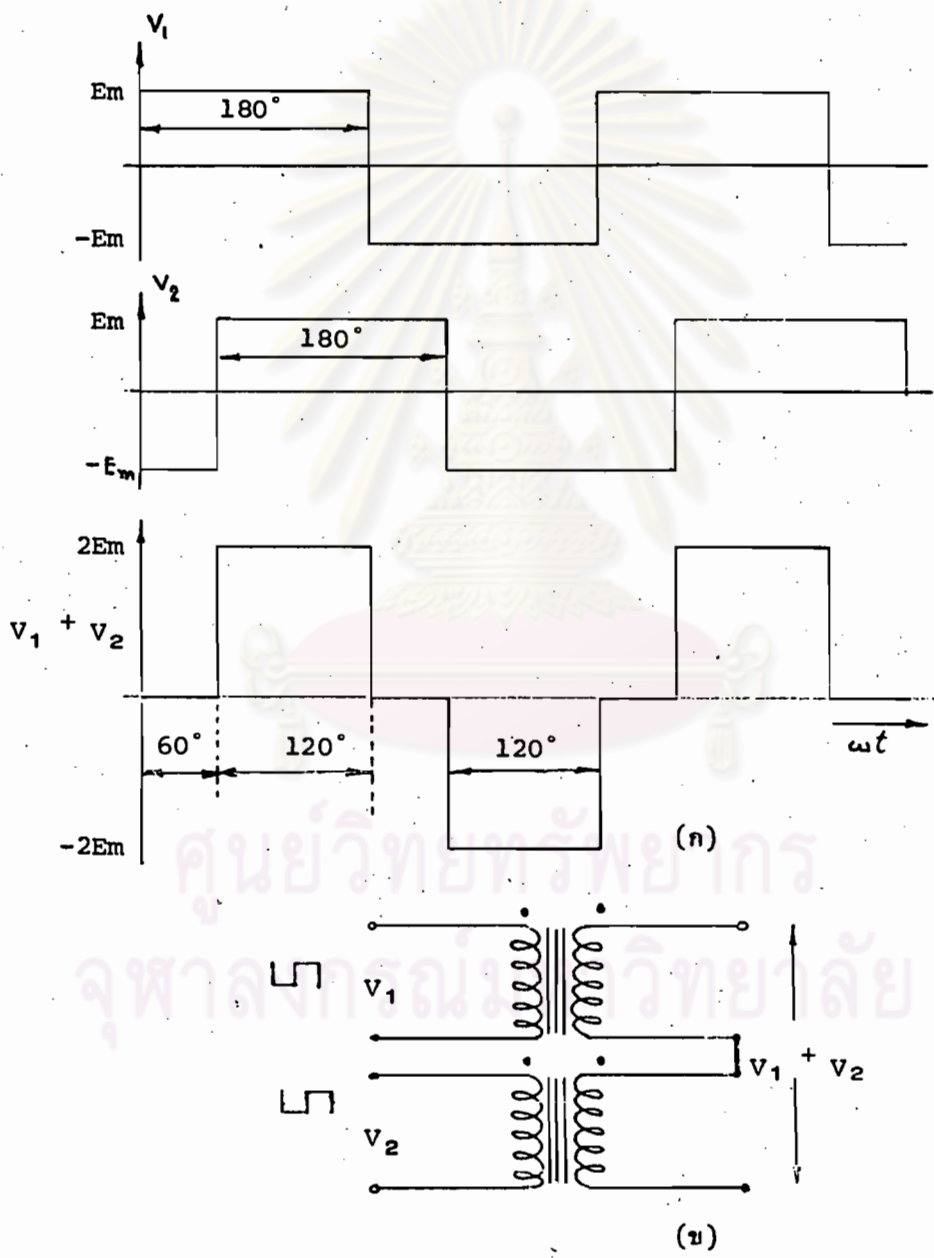 V₁
Em
180°
-Em
V₂
Em
180°
-Em
2Em
V₁ + V₂
60°
120°
120°
ωt
-2Em
(ก)
ศูนย์วิทยทรัพยากร
จุฬาลงกรณ์มหาวิทยาลัย
V₁
V₁ + V₂
V₂
(ข)